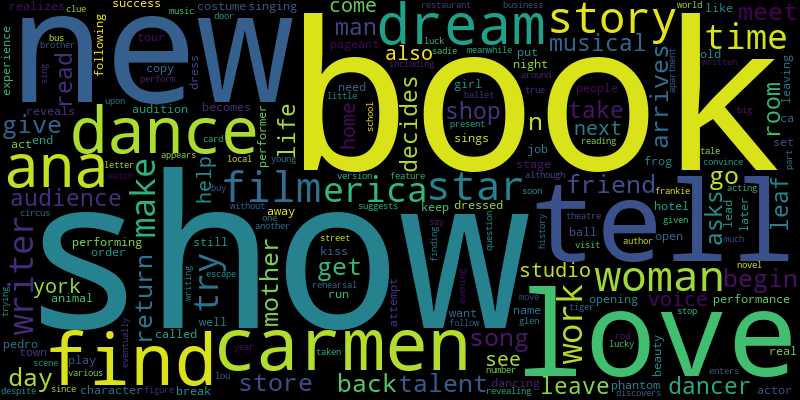 realizes clue success costume singing come dream story like world meet
experience new following music tour door dress pageant man also musical time
bus brother copy audition book restaurant business luck sadie meanwhile put
read upon perform sing reveals becomes need little night around true people old written apartment
give dance act end card life performer home decides shop girl ballet present n next take arrives room leaving ca big set
ana letter appears local young school sings job stage although reading frog tale convince part
make help film erica star friend go acting leaf
audience circus match version feature soon frankie lead later much
writer performing order buy without away suggests keep dressed kiss street one another
show tell asks hotel given theatre ball visit author open history
york animal still return try escape mother get run rehearsal finding say question
studio woman begin novel
trying writing well want follow evening name move glen tiger work opening voice performance stop
pedro town called attempt song love
find carmen see number rod lucky beauty phantom real
day scene play various eventually year taken lou dancing enters
despite since character figure break store back talent revealing leave discovers dancer actor